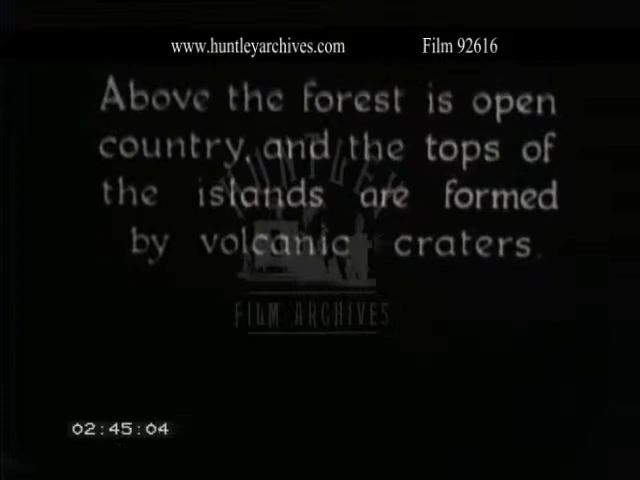 www.huntleyarchives.com Film 92616
Above the forest is open
country, and the tops of
the islands are formed
by volcanic craters.
HUNTLEY
FILM ARCHIVES
02:45:04